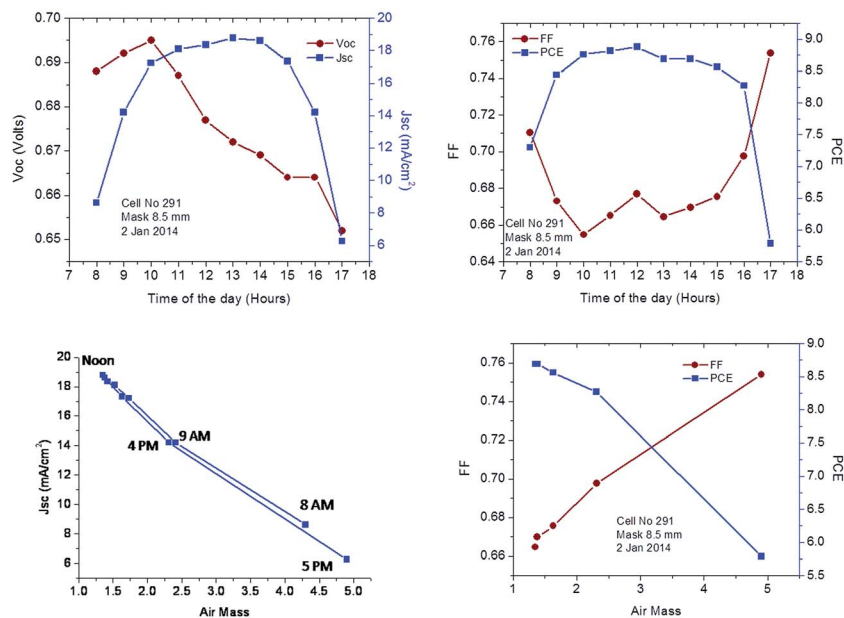 0.70
0.69
0.68
0.67
0.66
0.65
Voc (Volts)
Voc
Jsc
20
18
16
14
12
10
8
6
Jsc (mA/cm²)
Cell No 291
Mask 8.5 mm
2 Jan 2014
7 8 9 10 11 12 13 14 15 16 17 18
Time of the day (Hours)
0.76
0.74
0.72
0.70
0.68
0.66
0.64
FF
FF
PCE
9.0
8.5
8.0
7.5
7.0
6.5
6.0
5.5
PCE
Cell No 291
Mask 8.5 mm
2 Jan 2014
7 8 9 10 11 12 13 14 15 16 17 18
Time of the day (Hours)
20
18
16
14
12
10
8
6
Jsc (mA/cm²)
Noon
9 AM
4 PM
8 AM
5 PM
1.0 1.5 2.0 2.5 3.0 3.5 4.0 4.5 5.0
Air Mass
0.76
0.74
0.72
0.70
0.68
0.66
FF
FF
PCE
9.0
8.5
8.0
7.5
7.0
6.5
6.0
5.5
PCE
Cell No 291
Mask 8.5 mm
2 Jan 2014
1 2 3 4 5
Air Mass